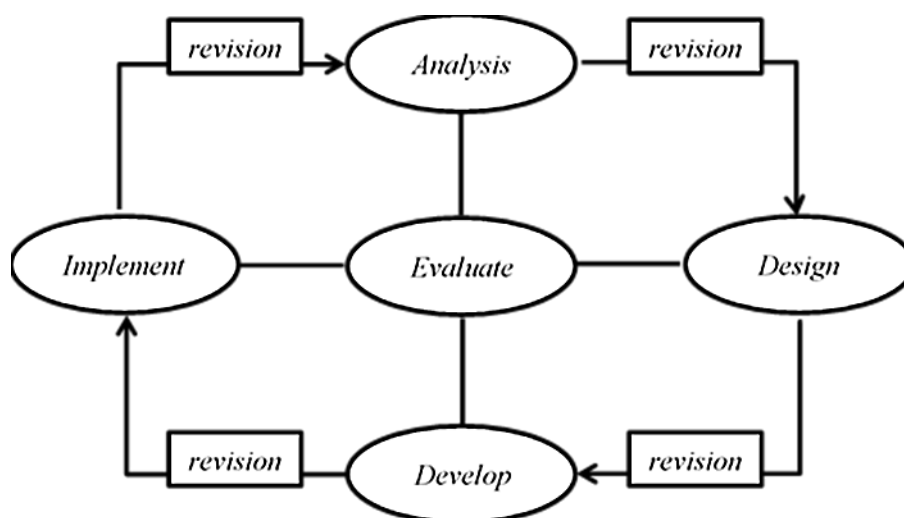 revision
Analysis
revision
Implement
Evaluate
Design
revision
Develop
revision